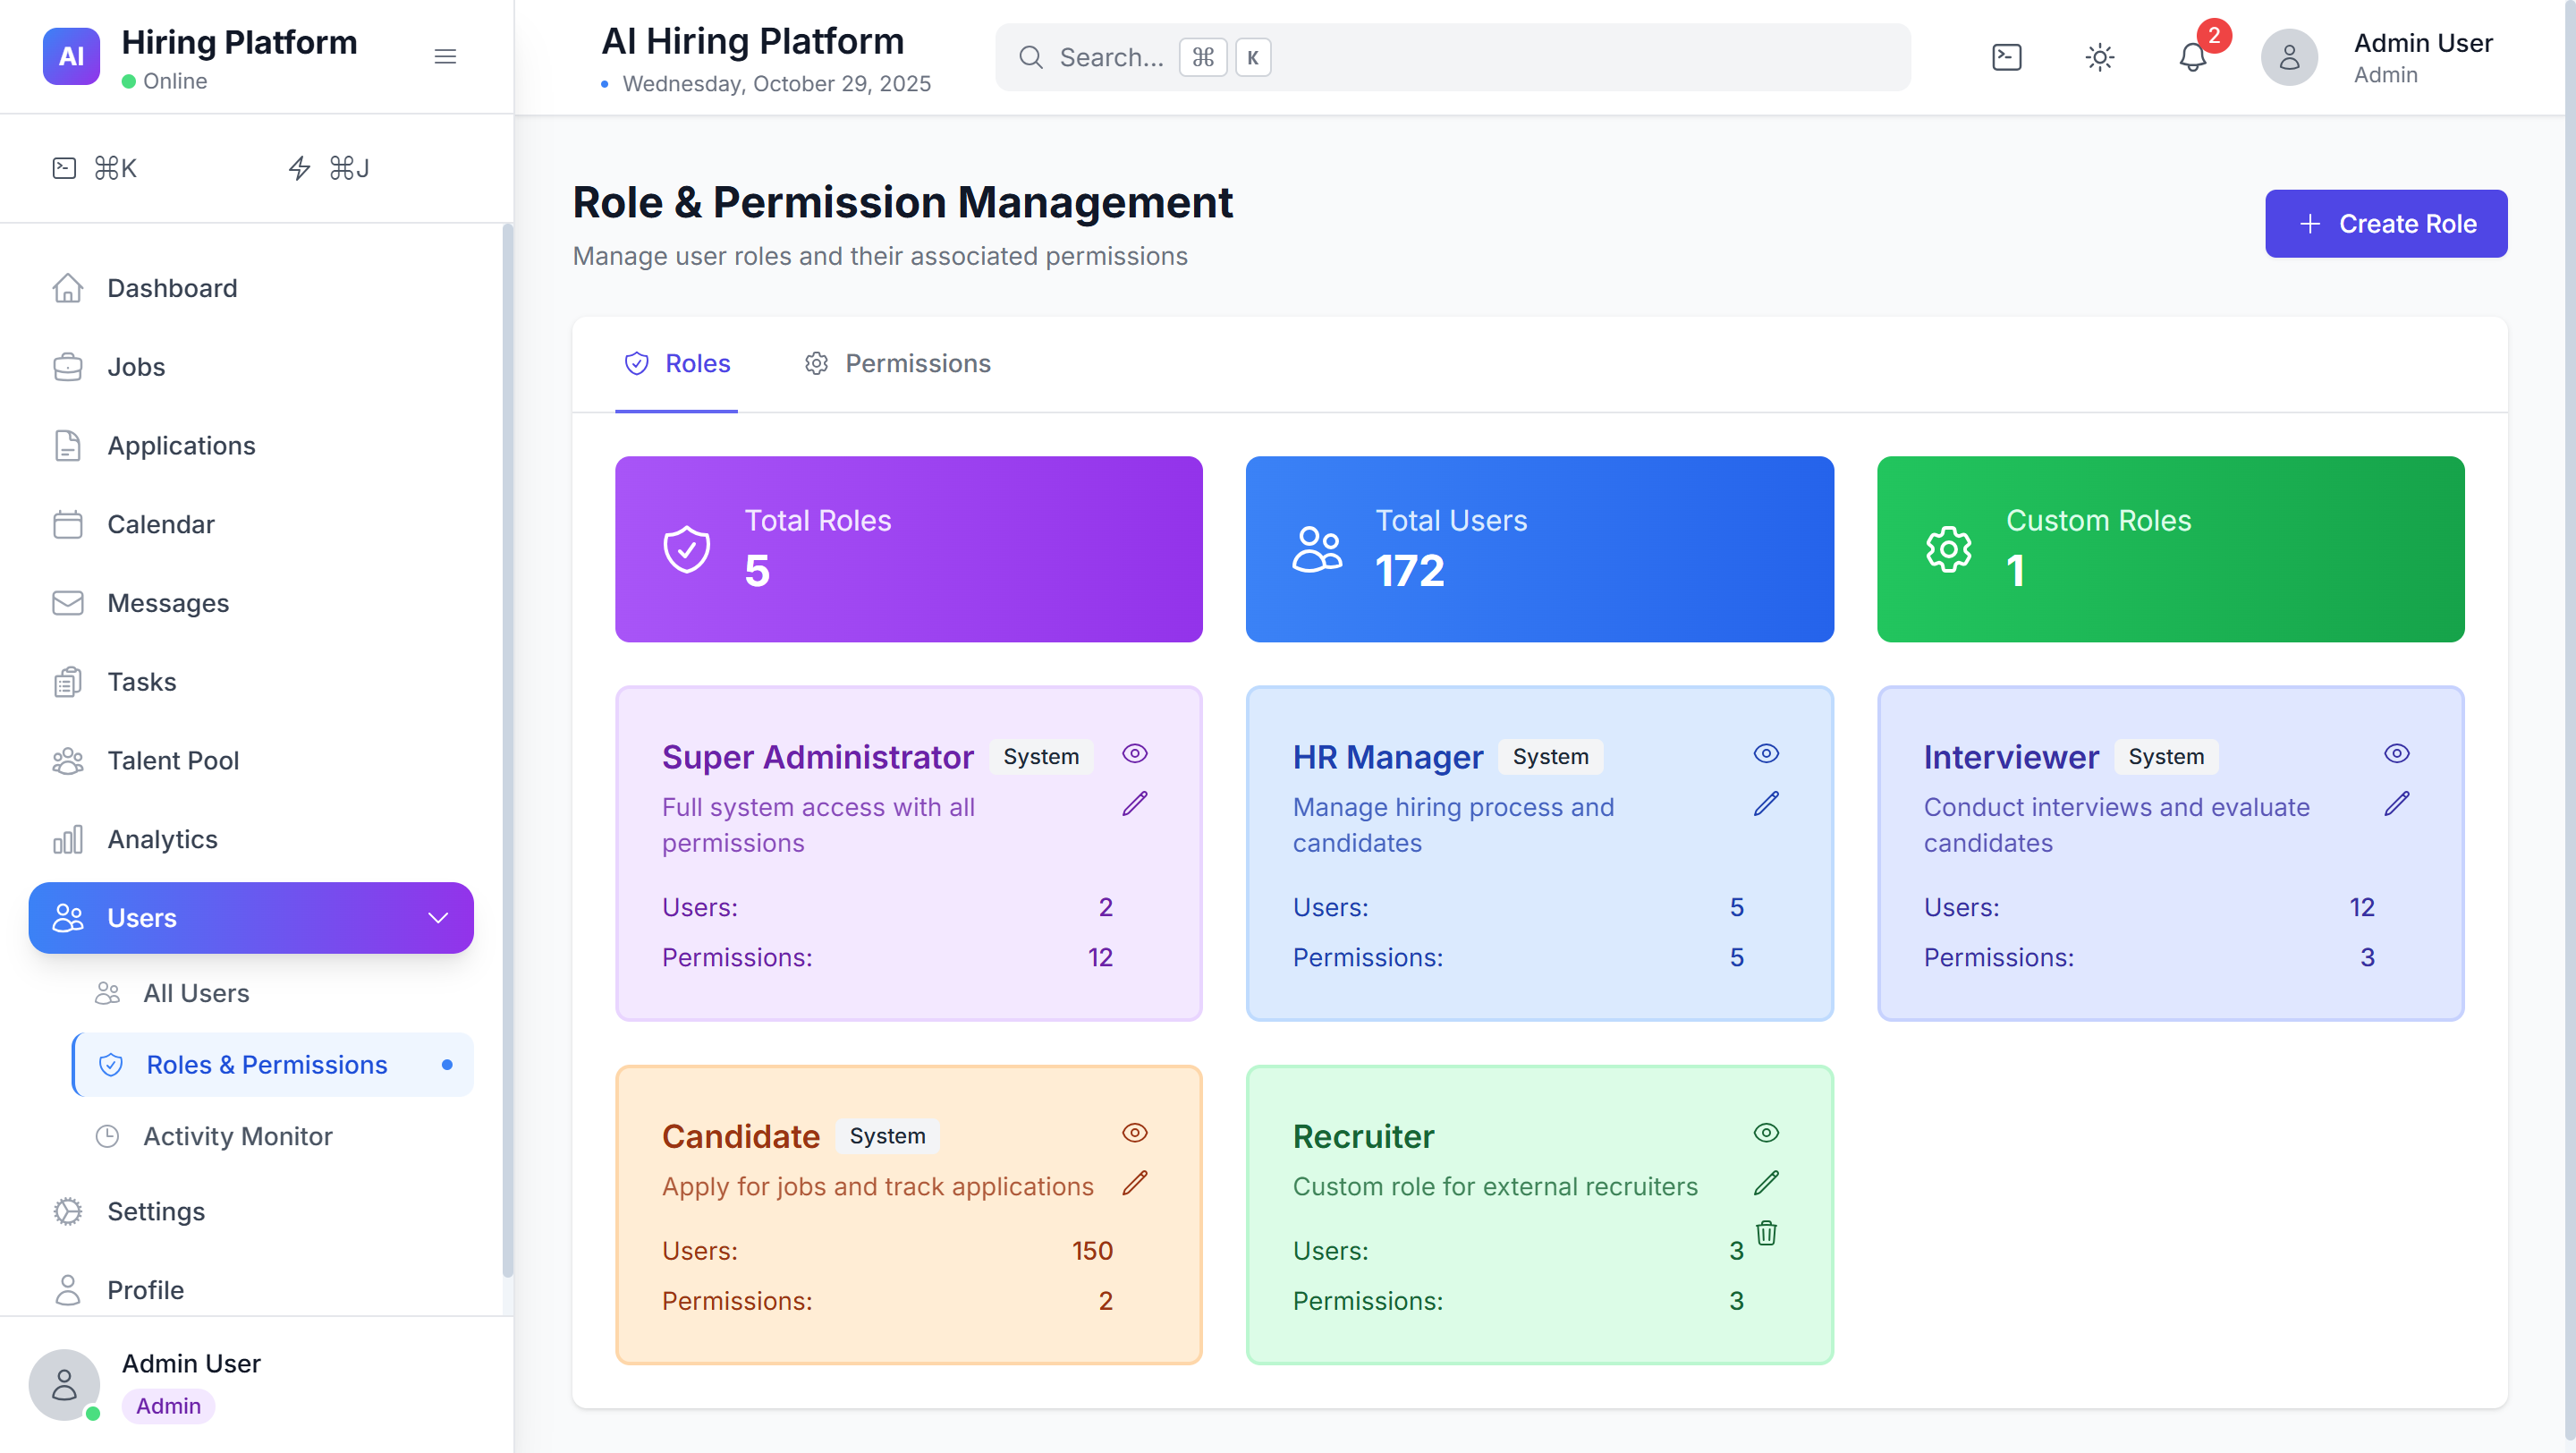 AI
Hiring Platform
Online
⌘K
⌘J
Dashboard
Jobs
Applications
Calendar
Messages
Tasks
Talent Pool
Analytics
Users
All Users
Roles & Permissions
Activity Monitor
Settings
Profile
Admin User
Admin
AI Hiring Platform
Wednesday, October 29, 2025
Search... ⌘ K
2
Admin User
Admin
Role & Permission Management
Manage user roles and their associated permissions
Create Role
Roles
Permissions
Total Roles
5
Total Users
172
Custom Roles
1
Super Administrator System
Full system access with all
permissions
Users: 2
Permissions: 12
HR Manager System
Manage hiring process and
candidates
Users: 5
Permissions: 5
Interviewer System
Conduct interviews and evaluate
candidates
Users: 12
Permissions: 3
Candidate System
Apply for jobs and track applications
Users: 150
Permissions: 2
Recruiter
Custom role for external recruiters
Users: 3
Permissions: 3